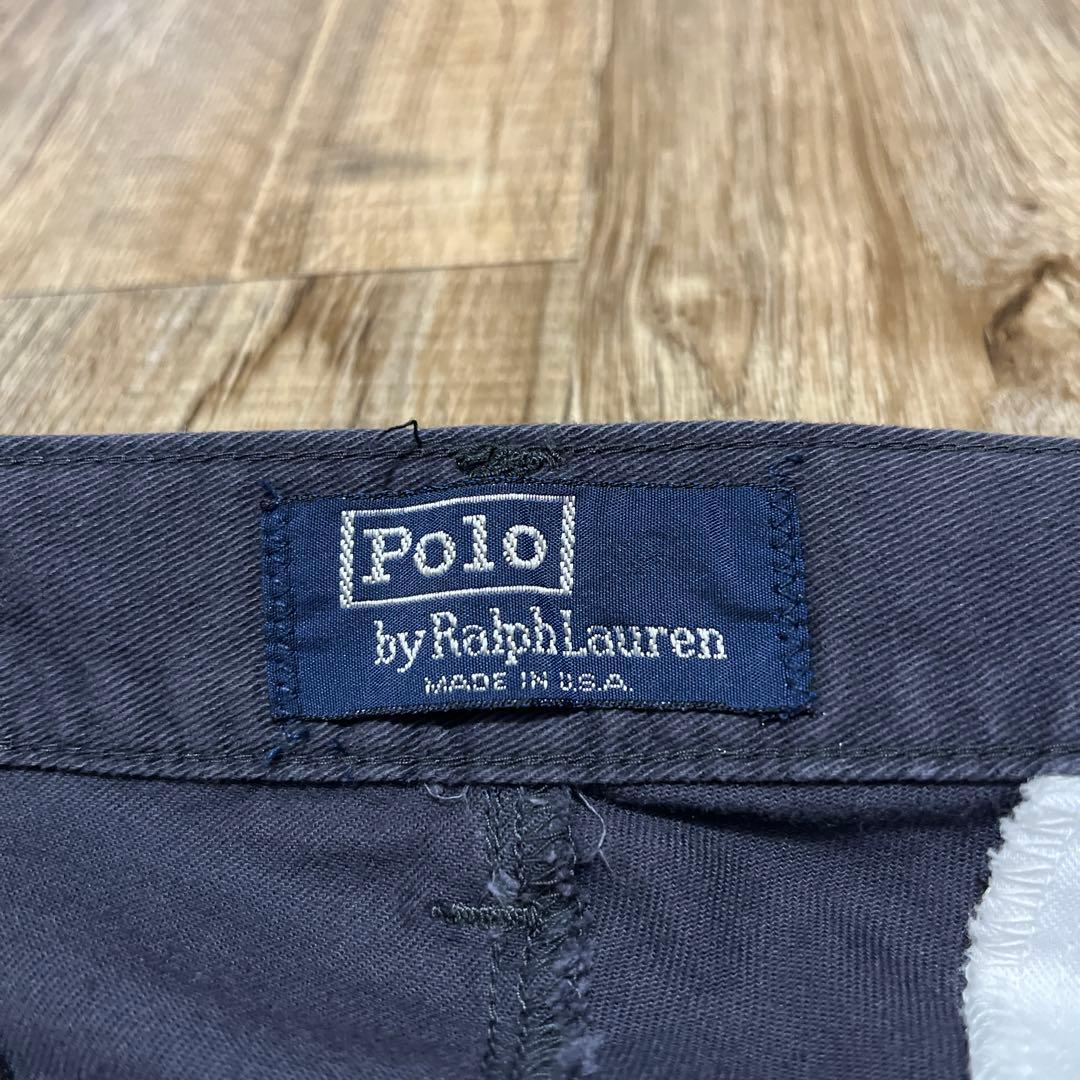 Polo
by Ralph Lauren
MADE IN U.S.A.